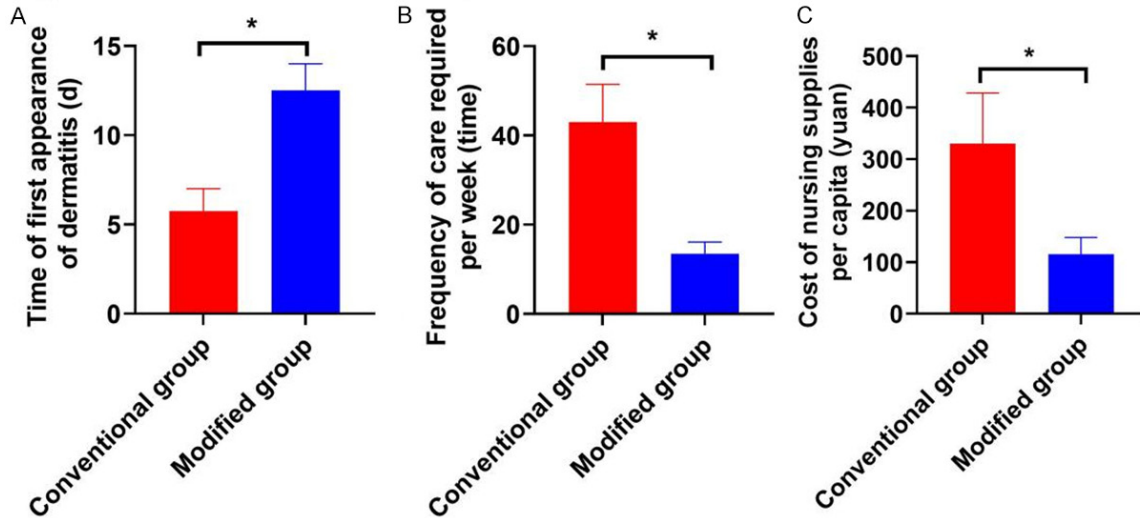 A
Time of first appearance
of dermatitis (d)
15
10
5
0
*
Conventional group
Modified group
B
Frequency of care required
per week (time)
60
40
20
0
*
Conventional group
Modified group
C
Cost of nursing supplies
per capita (yuan)
500
400
300
200
100
0
*
Conventional group
Modified group